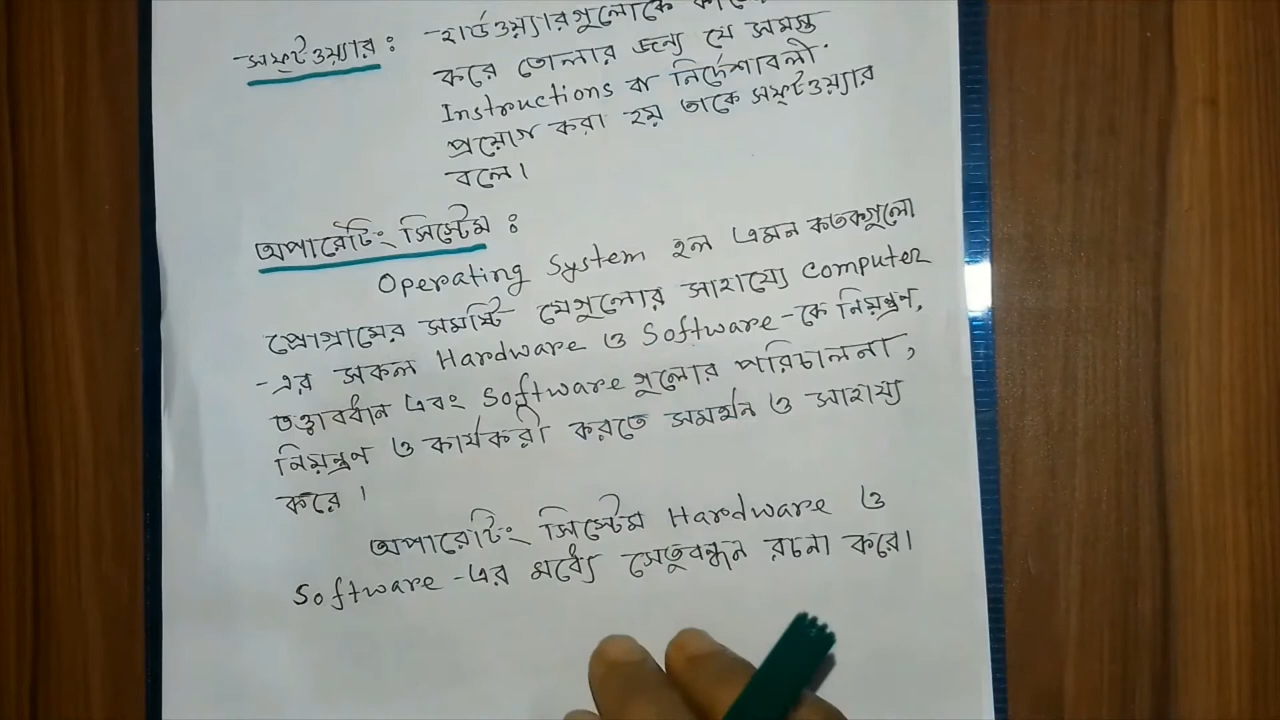 সফ্টওয়্যার : হার্ডওয়্যারগুলোকে
করে তোলার জন্যে যে সমস্ত
Instructions বা নির্দেশাবলী
প্রয়োগ করা হয় তাকে সফ্টওয়্যার
বলে।
অপারেটিং সিস্টেম :
Operating System হল এমন কতকগুলো
প্রোগ্রামের সমষ্টি যেগুলোর সাহায্যে Computer
-এর সকল Hardware ও Software-কে নিয়ন্ত্রণ,
তত্ত্বাবধান এবং Softwareগুলোর পরিচালনা,
নিয়ন্ত্রণ ও কার্যকরী করতে সমর্থন ও সাহায্য
করে।
অপারেটিং সিস্টেম Hardware ও
Software-এর মধ্যে সেতুবন্ধন রচনা করে।